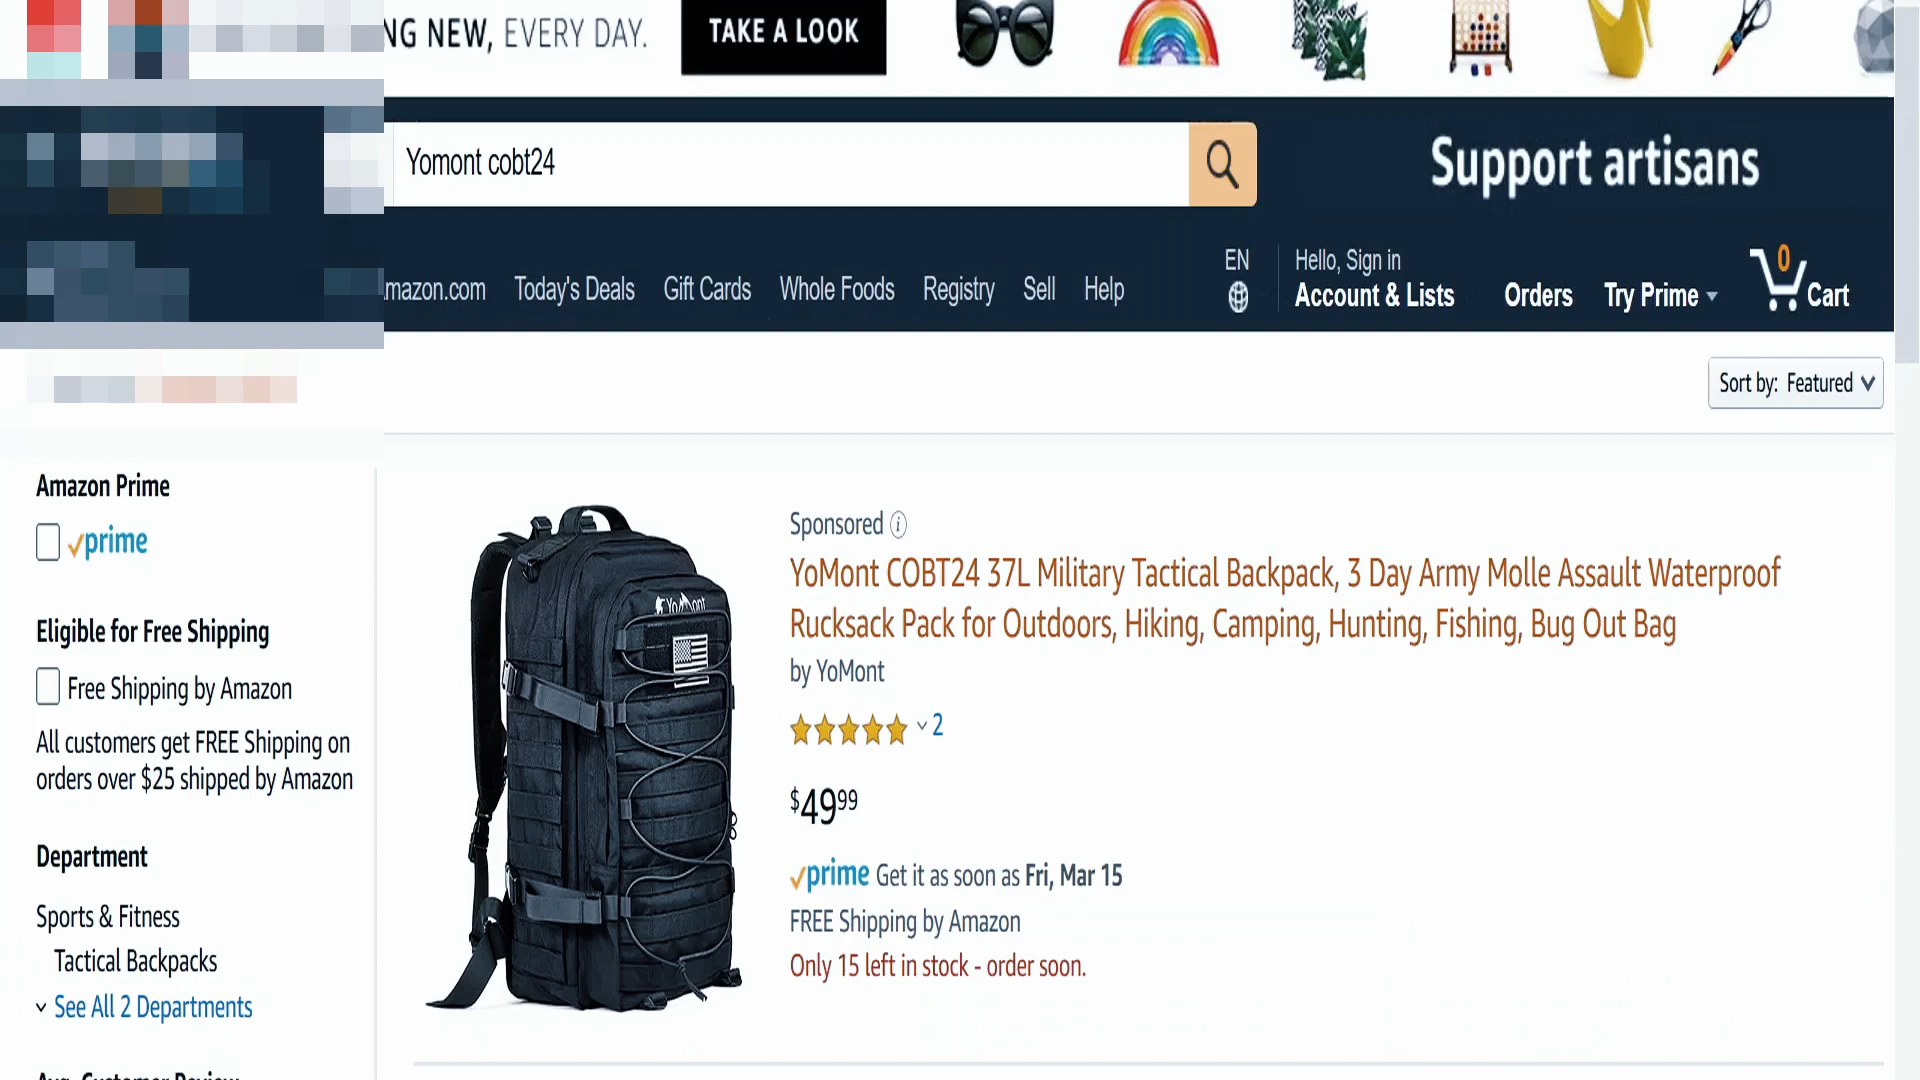 NG NEW, EVERY DAY.
TAKE A LOOK
Yomont cobt24
Support artisans
mazon.com Today's Deals Gift Cards Whole Foods Registry Sell Help
EN
Hello, Sign in
Account & Lists
Orders
Try Prime
0
Cart
Sort by: Featured
Amazon Prime
prime
Eligible for Free Shipping
Free Shipping by Amazon
All customers get FREE Shipping on
orders over $25 shipped by Amazon
Department
Sports & Fitness
Tactical Backpacks
See All 2 Departments
Avg. Customer Review
YoMont
Sponsored
YoMont COBT24 37L Military Tactical Backpack, 3 Day Army Molle Assault Waterproof
Rucksack Pack for Outdoors, Hiking, Camping, Hunting, Fishing, Bug Out Bag
by YoMont
2
$4999
prime Get it as soon as Fri, Mar 15
FREE Shipping by Amazon
Only 15 left in stock - order soon.